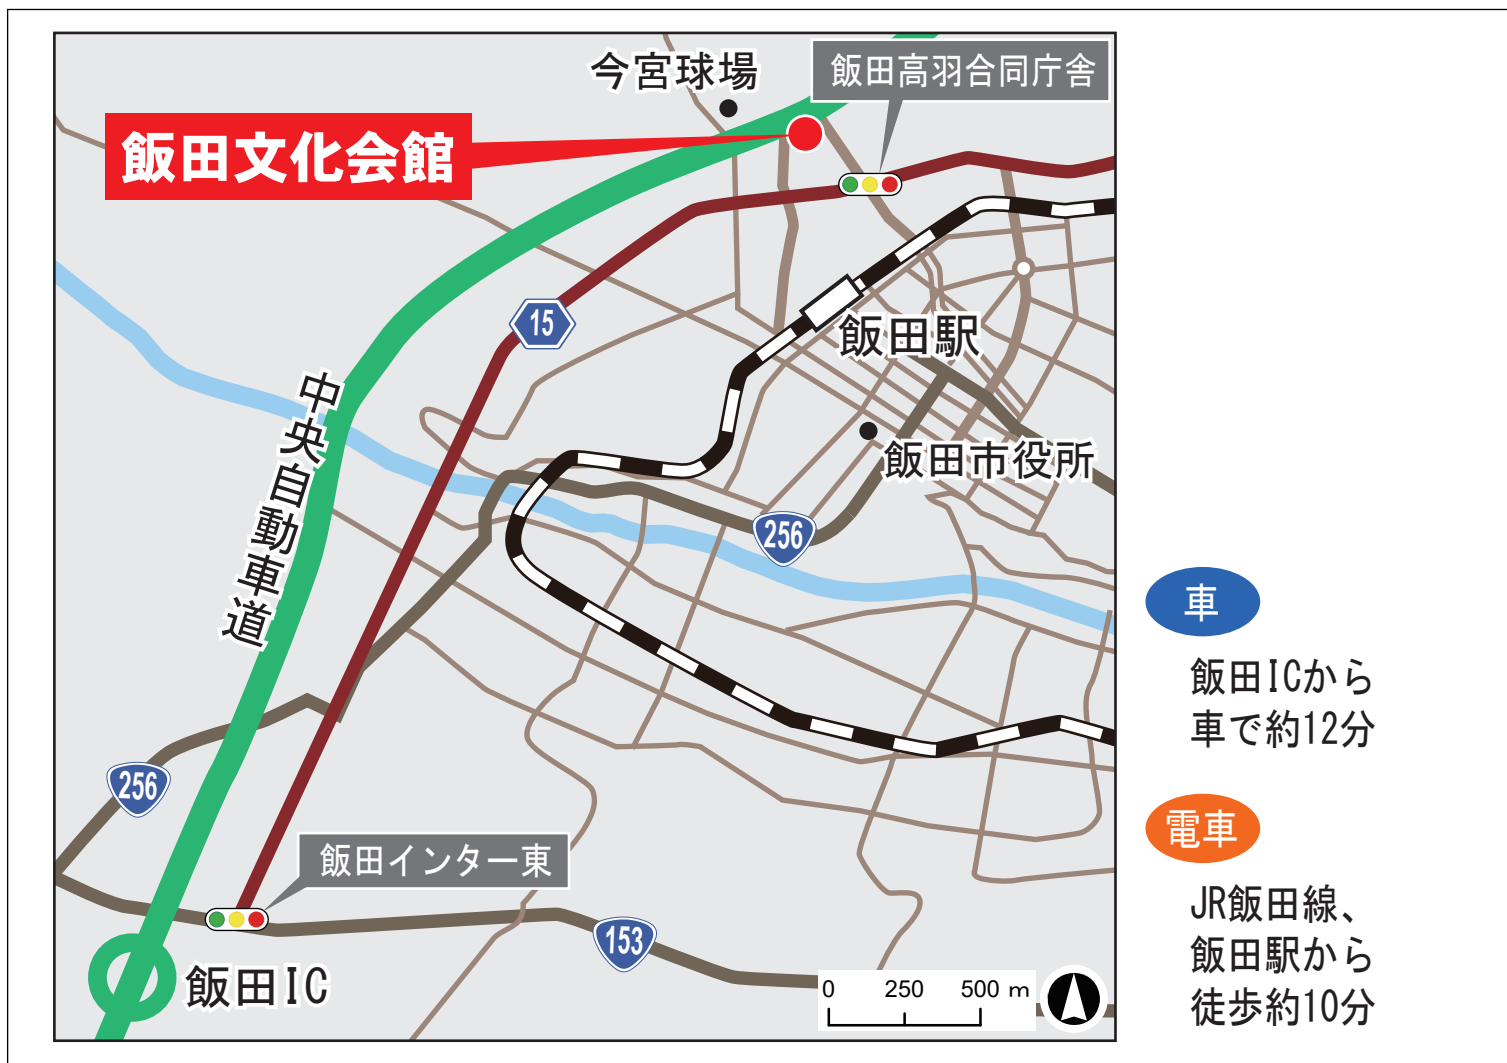 今宮球場
飯田高羽合同庁舎
飯田文化会館
15
飯田駅
中央自動車道
飯田市役所
256
256
飯田インター東
153
飯田IC
0 250 500 m
車
飯田ICから
車で約12分
電車
JR飯田線、
飯田駅から
徒歩約10分